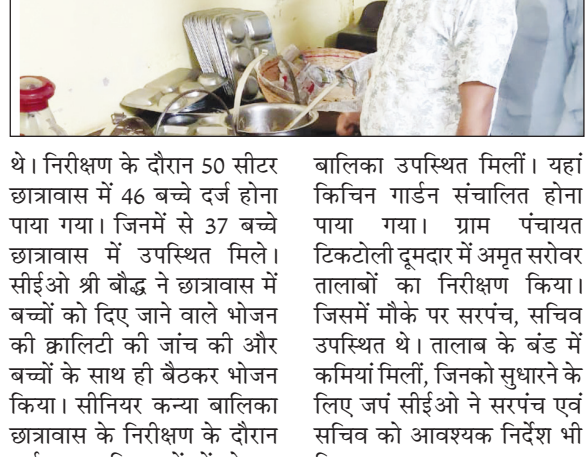 थे। निरीक्षण के दौरान 50 सीटर
छात्रावास में 46 बच्चे दर्ज होना
पाया गया। जिनमें से 37 बच्चे
छात्रावास में उपस्थित मिले।
सीईओ श्री बौद्ध ने छात्रावास में
बच्चों को दिए जाने वाले भोजन
की क्वालिटी की जांच की और
बच्चों के साथ ही बैठकर भोजन
किया। सीनियर कन्या बालिका
छात्रावास के निरीक्षण के दौरान
बालिका उपस्थित मिलीं। यहां
किचिन गार्डन संचालित होना
पाया गया। ग्राम पंचायत
टिकटोली दूमदार में अमृत सरोवर
तालाबों का निरीक्षण किया।
जिसमें मौके पर सरपंच, सचिव
उपस्थित थे। तालाब के बंड में
कमियां मिलीं, जिनको सुधारने के
लिए जपं सीईओ ने सरपंच एवं
सचिव को आवश्यक निर्देश भी